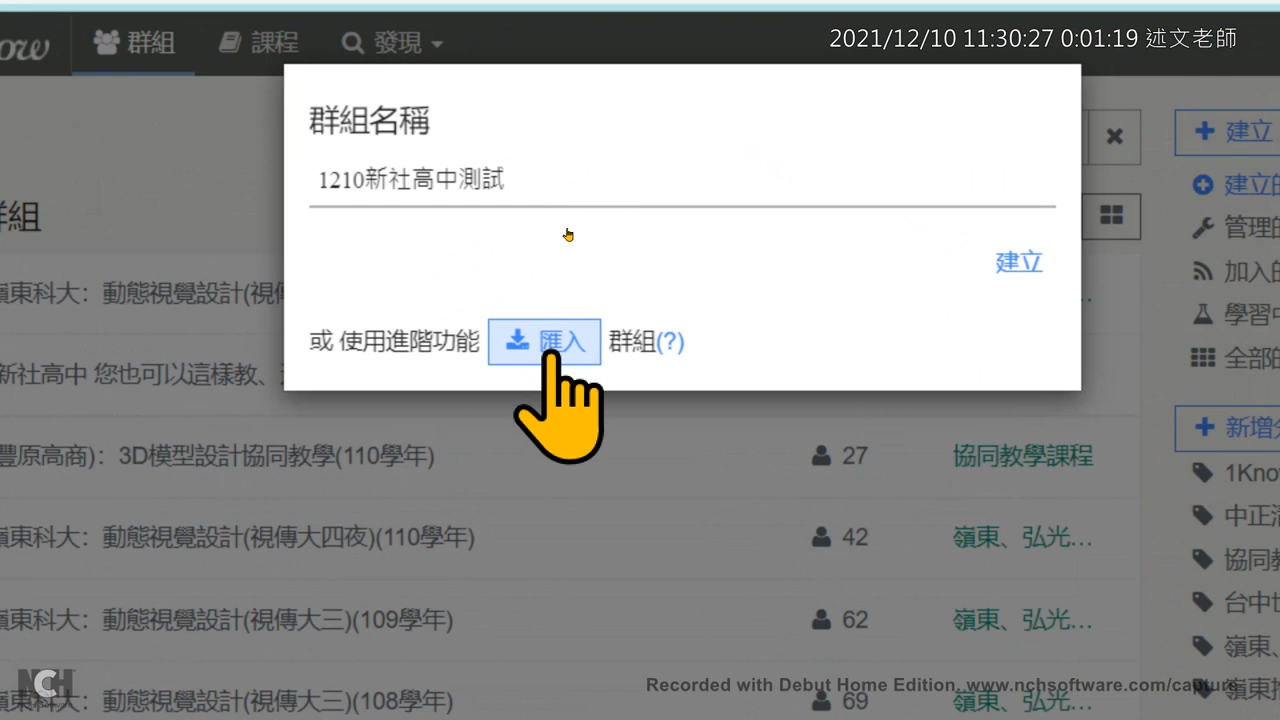 ow 群組 課程 發現
2021/12/10 11:30:27 0:01:19 述文老師
群組名稱
1210新社高中測試
建立
或 使用進階功能 匯入 群組(?)
群組
嶺東科大：動態視覺設計(視傳
新社高中 您也可以這樣教、
豐原高商)：3D模型設計協同教學(110學年) 27 協同教學課程
嶺東科大：動態視覺設計(視傳大四夜)(110學年) 42 嶺東、弘光…
嶺東科大：動態視覺設計(視傳大三)(109學年) 62 嶺東、弘光…
嶺東科大：動態視覺設計(視傳大三)(108學年) 69 嶺東、弘光…
建立
建立的
管理的
加入的
學習中
全部的
新增分
1Kno
中正
協同教
台中
嶺東、
嶺東
NCH
Recorded with Debut Home Edition. www.nchsoftware.com/capture